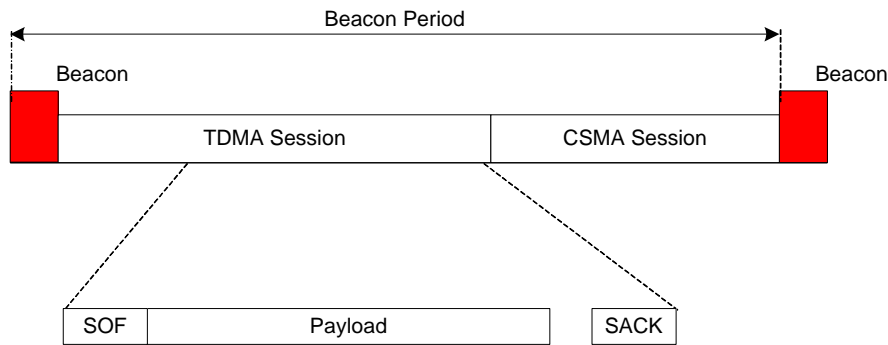 Beacon Period
Beacon
Beacon
TDMA Session
CSMA Session
SOF
Payload
SACK